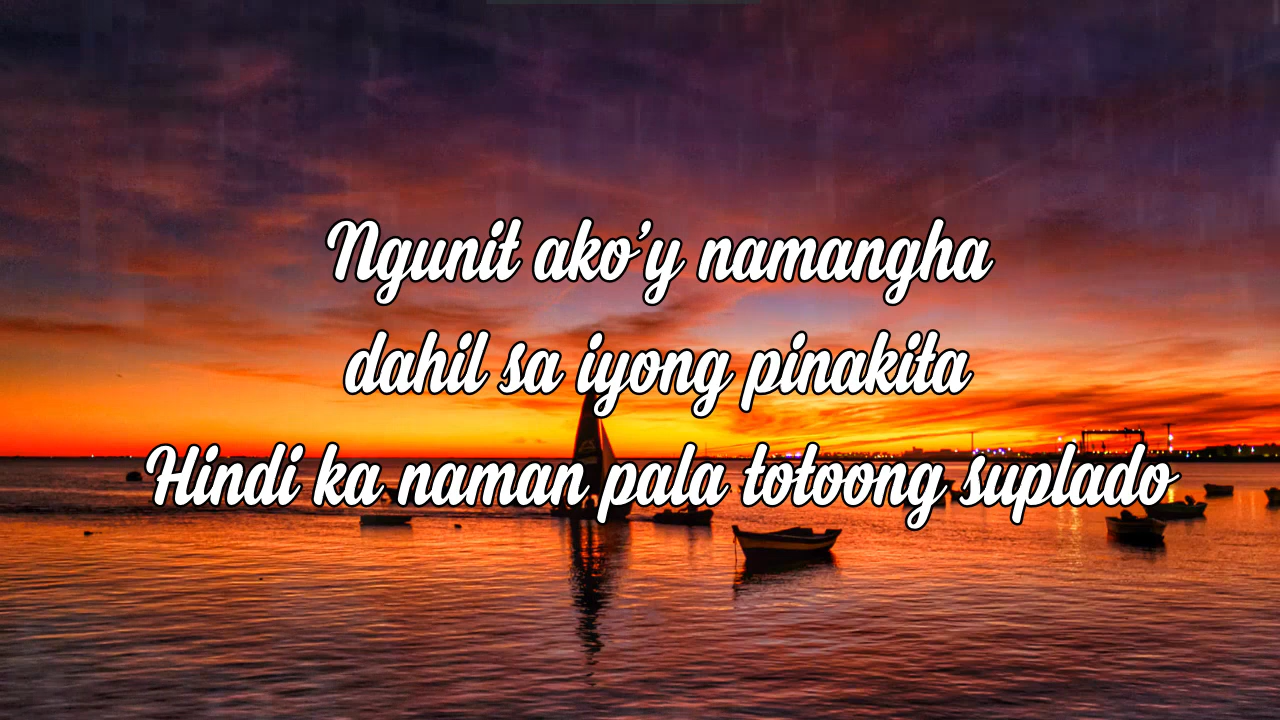 Ngunit ako'y namangha
dahil sa iyong pinakita
Hindi ka naman pala totoong suplado